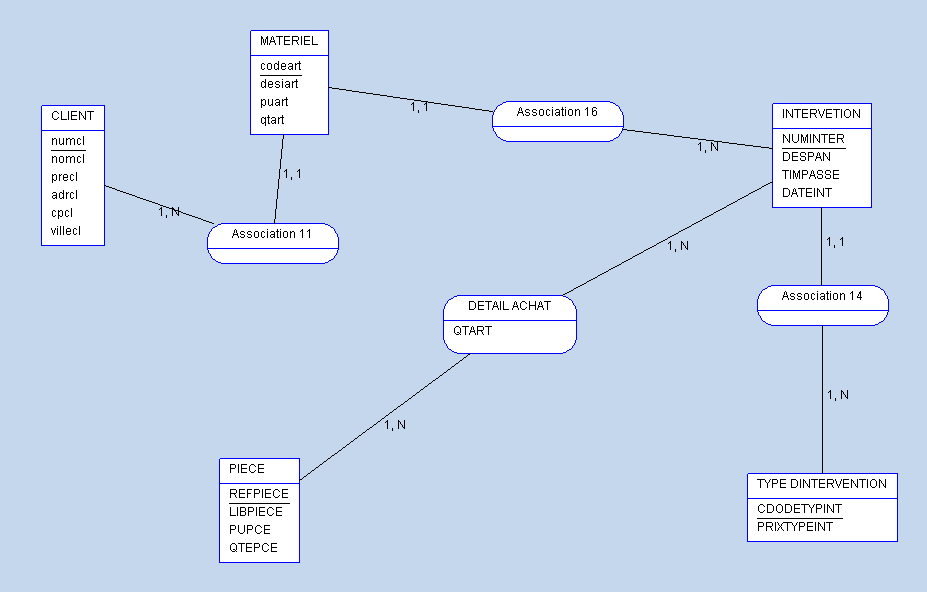 MATERIEL
codeart
desiart
puart
qtart
CLIENT
numcl
nomcl
precl
adrcl
cpcl
villecl
1, 1
Association 16
1, N
INTERVETION
NUMINTER
DESPAN
TIMPASSE
DATEINT
1, 1
1, N
Association 11
1, N
1, 1
Association 14
DETAIL ACHAT
QTART
1, N
1, N
PIECE
REFPIECE
LIBPIECE
PUPCE
QTEPCE
TYPE DINTERVENTION
CDODETYPINT
PRIXTYPEINT